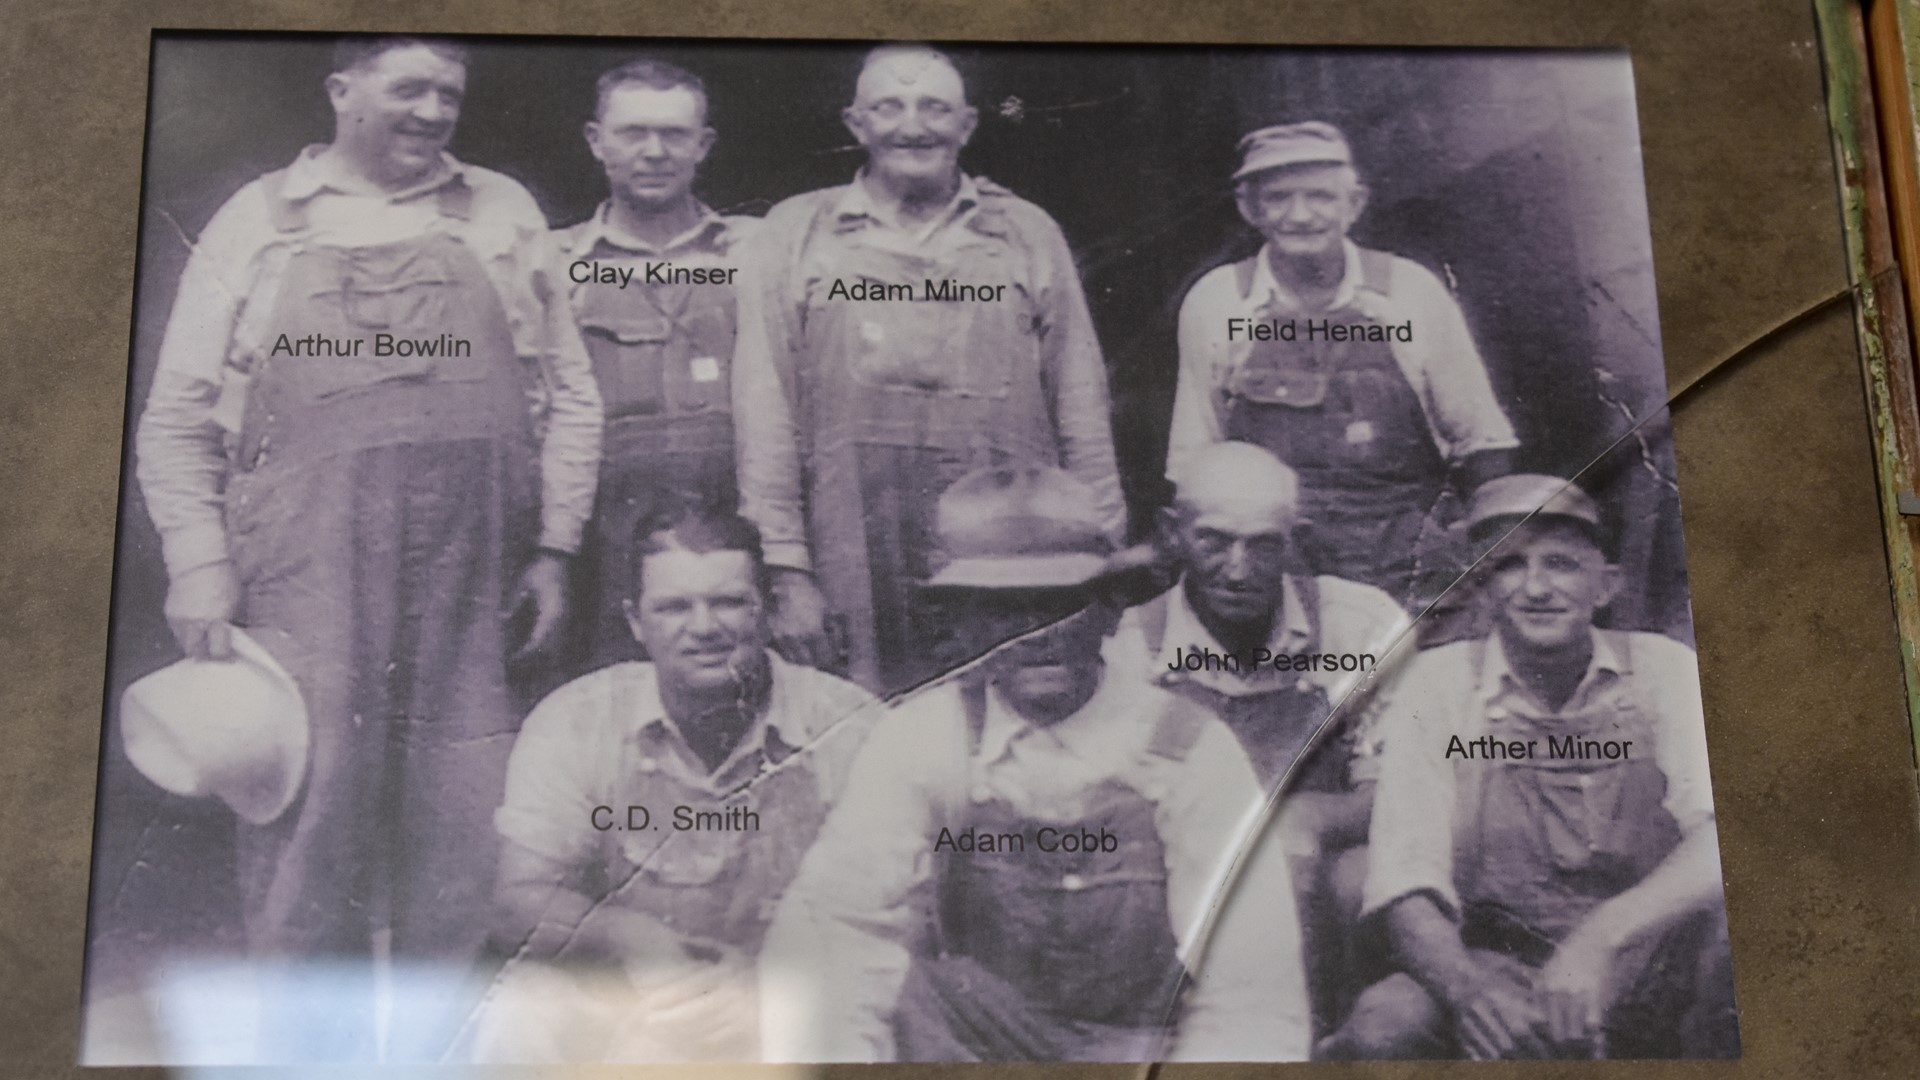 Clay Kinser
Adam Minor
Field Henard
Arthur Bowlin
John Pearson
Arther Minor
C.D. Smith
Adam Cobb